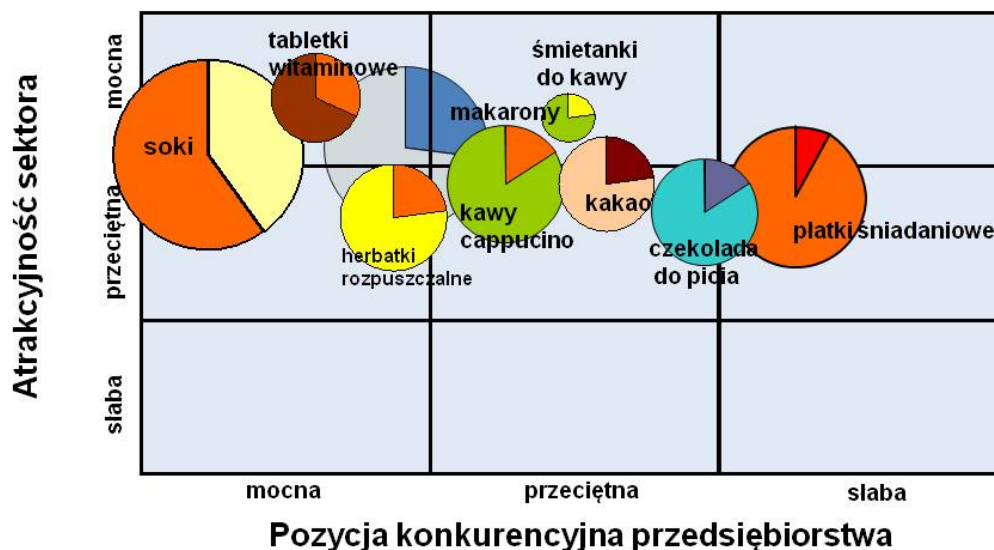 Atrakcyjność sektora
mocna
przeciętna
słaba
tabletki
witaminowe
śmietanki
do kawy
makarony
soki
kakao
kawy
cappucino
herbatki
rozpuszczalne
czekolada
do picia
płatki śniadaniowe
mocna
przeciętna
słaba
Pozycja konkurencyjna przedsiębiorstwa